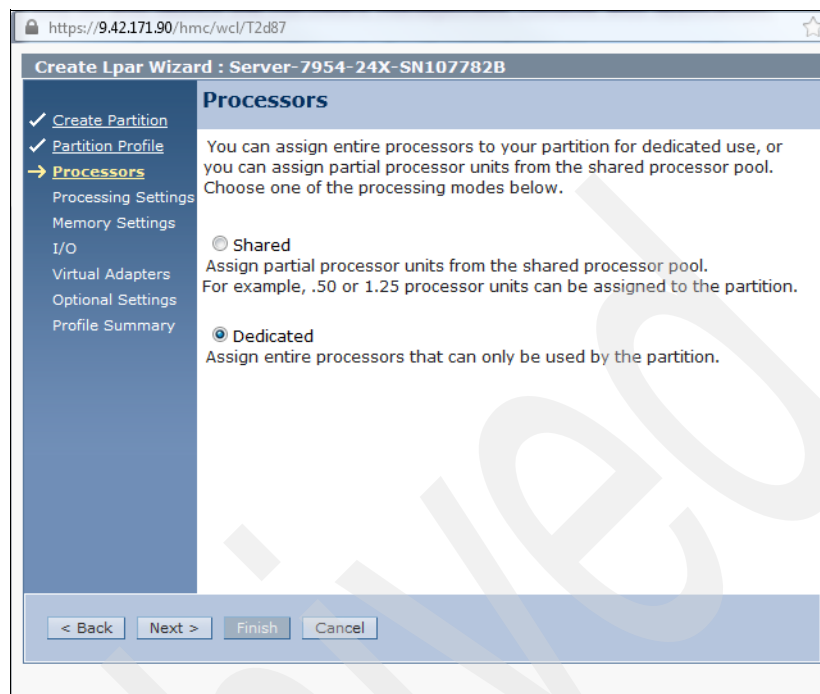 https://9.42.171.90/hmc/wcl/T2d87
Create Lpar Wizard : Server-7954-24X-SN107782B
Create Partition
Partition Profile
Processors
Processing Settings
Memory Settings
I/O
Virtual Adapters
Optional Settings
Profile Summary
Processors
You can assign entire processors to your partition for dedicated use, or
you can assign partial processor units from the shared processor pool.
Choose one of the processing modes below.
Shared
Assign partial processor units from the shared processor pool.
For example, .50 or 1.25 processor units can be assigned to the partition.
Dedicated
Assign entire processors that can only be used by the partition.
< Back
Next >
Finish
Cancel
hived